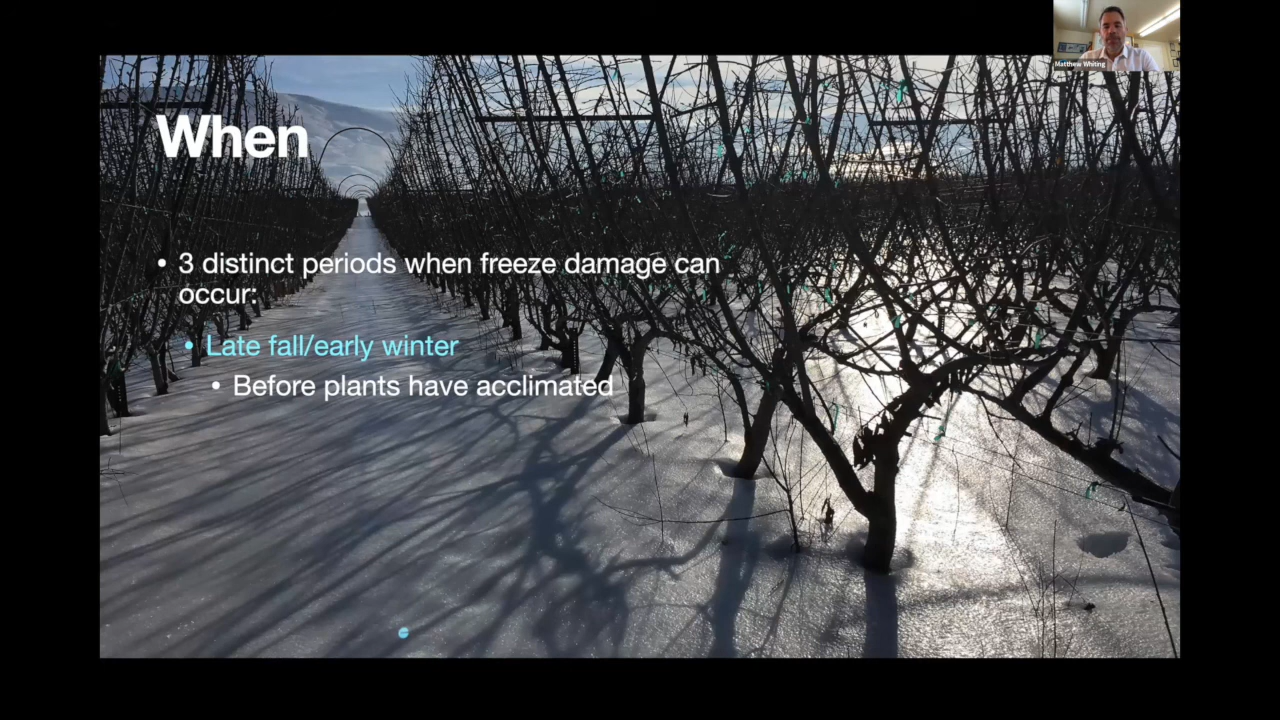 Matthew Whiting
When
• 3 distinct periods when freeze damage can
occur:
• Late fall/early winter
• Before plants have acclimated